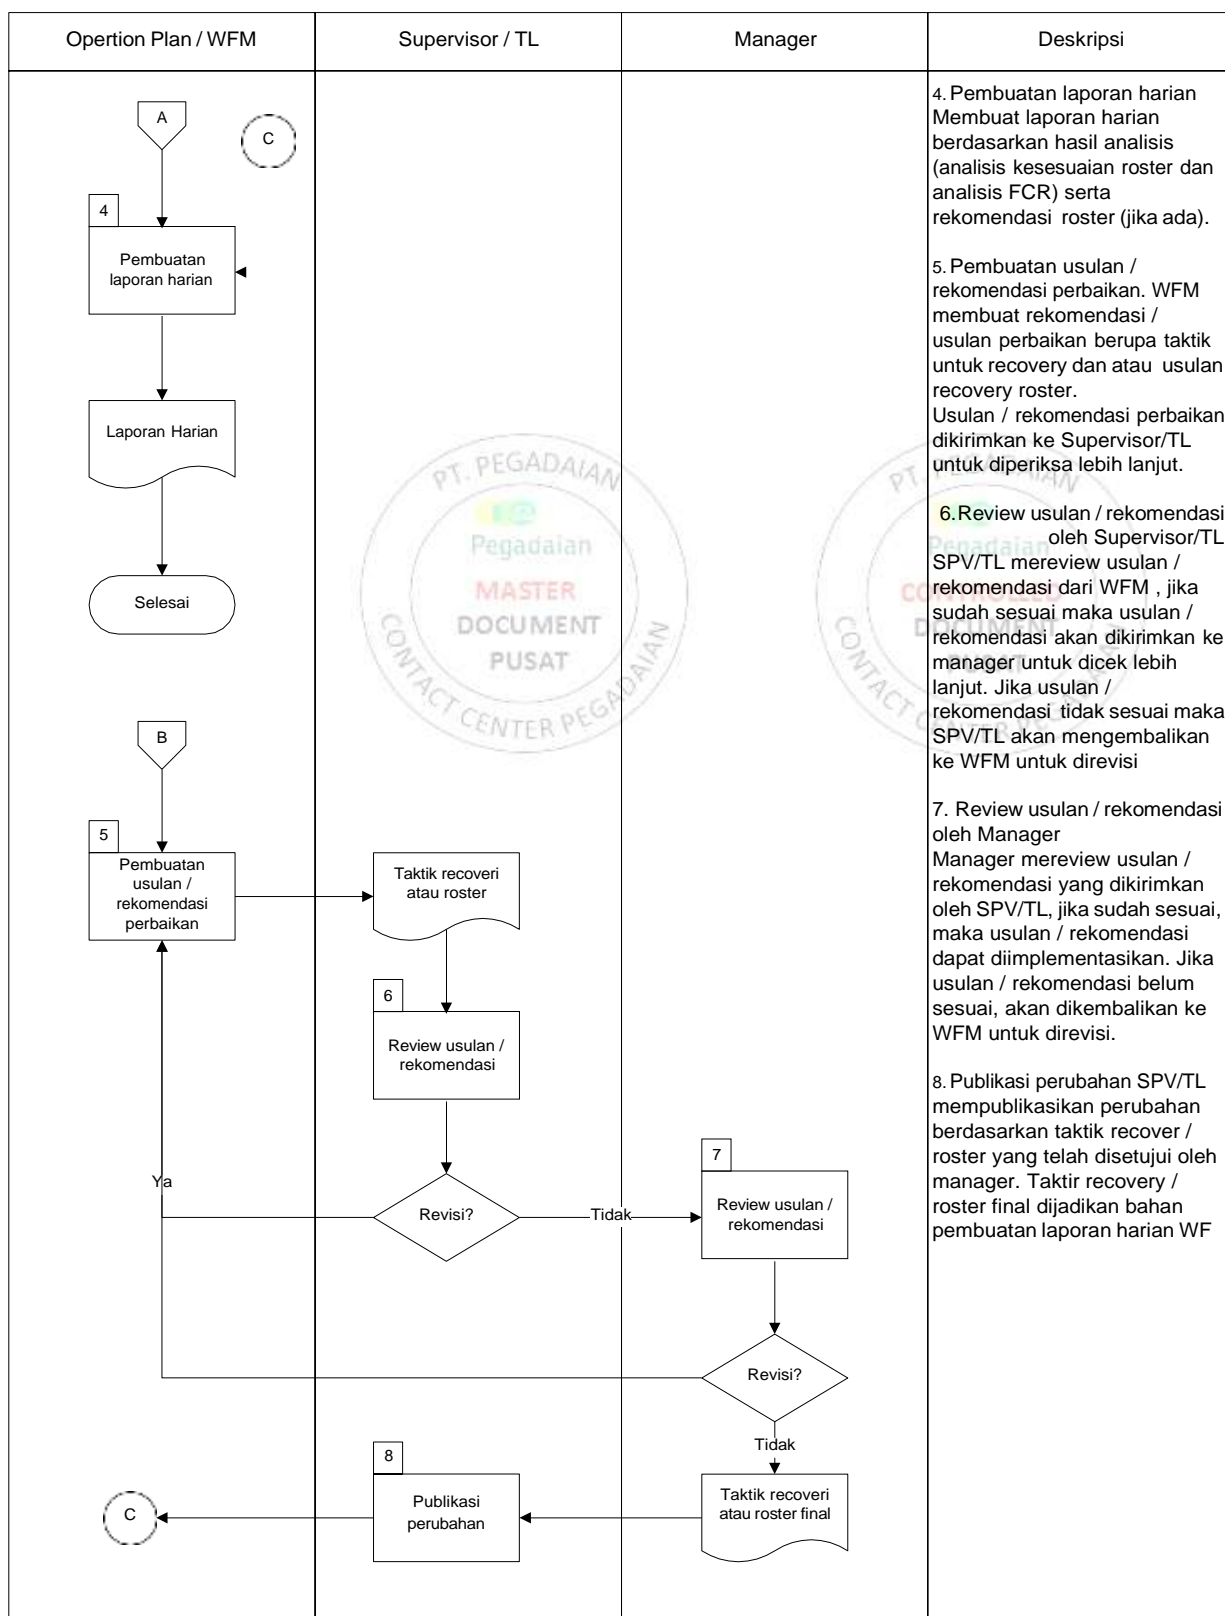 Opertion Plan / WFM
Supervisor / TL
Manager
Deskripsi
A
C
4
Pembuatan
laporan harian
Laporan Harian
Selesai
B
5
Pembuatan
usulan /
rekomendasi
perbaikan
Taktik recoveri
atau roster
6
Review usulan /
rekomendasi
Revisi?
Ya
Tidak
7
Review usulan /
rekomendasi
Revisi?
Tidak
Taktik recoveri
atau roster final
8
Publikasi
perubahan
C
PT. PEGADAIAN
Pegadaian
MASTER
DOCUMENT
PUSAT
CONTACT CENTER PEGADAIAN
PT. PEGADAIAN
Pegadaian
CONTROLLED
DOCUMENT
PUSAT
CONTACT CENTER PEGADAIAN
4. Pembuatan laporan harian
Membuat laporan harian
berdasarkan hasil analisis
(analisis kesesuaian roster dan
analisis FCR) serta
rekomendasi roster (jika ada).
5. Pembuatan usulan /
rekomendasi perbaikan. WFM
membuat rekomendasi /
usulan perbaikan berupa taktik
untuk recovery dan atau usulan
recovery roster.
Usulan / rekomendasi perbaikan
dikirimkan ke Supervisor/TL
untuk diperiksa lebih lanjut.
6. Review usulan / rekomendasi
oleh Supervisor/TL
SPV/TL mereview usulan /
rekomendasi dari WFM , jika
sudah sesuai maka usulan /
rekomendasi akan dikirimkan ke
manager untuk dicek lebih
lanjut. Jika usulan /
rekomendasi tidak sesuai maka
SPV/TL akan mengembalikan
ke WFM untuk direvisi
7. Review usulan / rekomendasi
oleh Manager
Manager mereview usulan /
rekomendasi yang dikirimkan
oleh SPV/TL, jika sudah sesuai,
maka usulan / rekomendasi
dapat diimplementasikan. Jika
usulan / rekomendasi belum
sesuai, akan dikembalikan ke
WFM untuk direvisi.
8. Publikasi perubahan SPV/TL
mempublikasikan perubahan
berdasarkan taktik recover /
roster yang telah disetujui oleh
manager. Taktir recovery /
roster final dijadikan bahan
pembuatan laporan harian WF